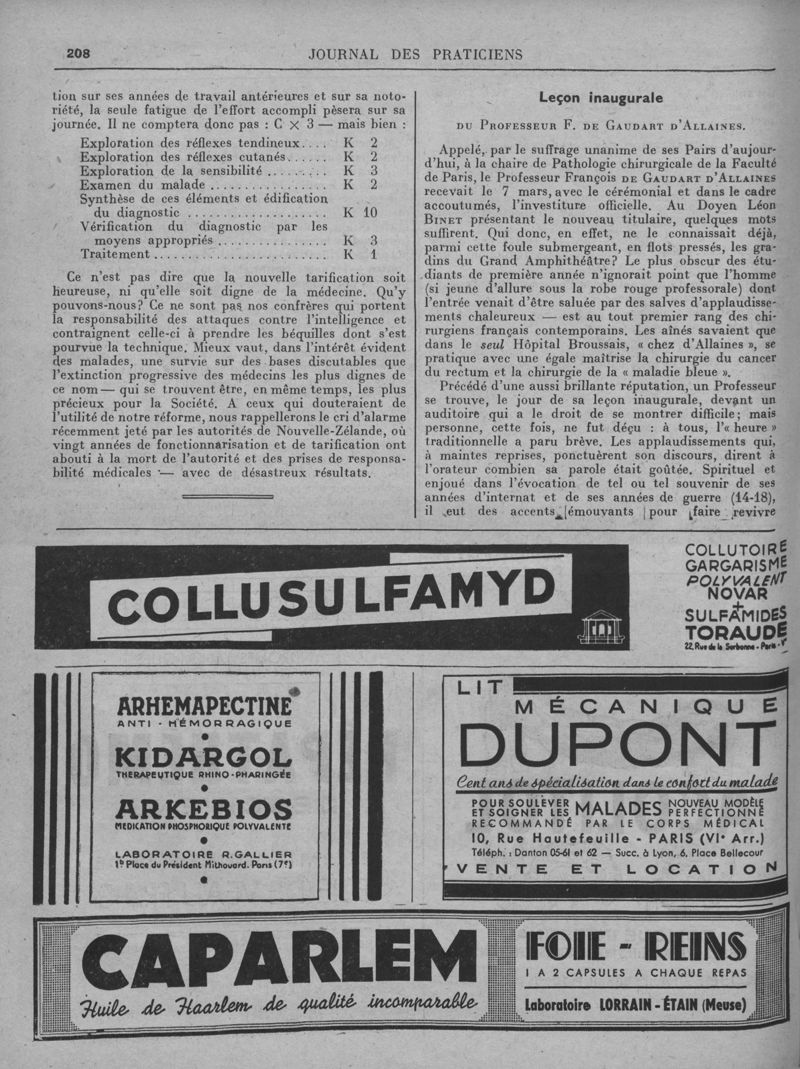 208
JOURNAL DES PRATICIENS
tion sur ses années de travail antérieures et sur sa noto-
riété, la seule fatigue de l'effort accompli pèsera sur sa
journée. Il ne comptera donc pas : C × 3 — mais bien :
Exploration des réflexes tendineux.... K 2
Exploration des réflexes cutanés...... K 2
Exploration de la sensibilité .......... K 3
Examen du malade ................. K 2
Synthèse de ces éléments et édification
du diagnostic .................... K 10
Vérification du diagnostic par les
moyens appropriés ................ K 3
Traitement ......................... K 1
Ce n'est pas dire que la nouvelle tarification soit
heureuse, ni qu'elle soit digne de la médecine. Qu'y
pouvons-nous? Ce ne sont pas nos confrères qui portent
la responsabilité des attaques contre l'intelligence et
contraignent celle-ci à prendre les béquilles dont s'est
pourvue la technique. Mieux vaut, dans l'intérêt évident
des malades, une survie sur des bases discutables que
l'extinction progressive des médecins les plus dignes de
ce nom — qui se trouvent être, en même temps, les plus
précieux pour la Société. A ceux qui douteraient de
l'utilité de notre réforme, nous rappellerons le cri d'alarme
récemment jeté par les autorités de Nouvelle-Zélande, où
vingt années de fonctionnarisation et de tarification ont
abouti à la mort de l'autorité et des prises de responsa-
bilité médicales — avec de désastreux résultats.
Leçon inaugurale
DU PROFESSEUR F. DE GAUDART D'ALLAINES.
Appelé, par le suffrage unanime de ses Pairs d'aujour-
d'hui, à la chaire de Pathologie chirurgicale de la Faculté
de Paris, le Professeur François DE GAUDART D'ALLAINES
recevait le 7 mars, avec le cérémonial et dans le cadre
accoutumés, l'investiture officielle. Au Doyen Léon
BINET présentant le nouveau titulaire, quelques mots
suffirent. Qui donc, en effet, ne le connaissait déjà,
parmi cette foule submergeant, en flots pressés, les gra-
dins du Grand Amphithéâtre? Le plus obscur des étu-
diants de première année n'ignorait point que l'homme
(si jeune d'allure sous la robe rouge professorale) dont
l'entrée venait d'être saluée par des salves d'applaudisse-
ments chaleureux — est au tout premier rang des chi-
rurgiens français contemporains. Les aînés savaient que
dans le seul Hôpital Broussais, « chez d'Allaines », se
pratique avec une égale maîtrise la chirurgie du cancer
du rectum et la chirurgie de la « maladie bleue ».
Précédé d'une aussi brillante réputation, un Professeur
se trouve, le jour de sa leçon inaugurale, devant un
auditoire qui a le droit de se montrer difficile; mais
personne, cette fois, ne fut déçu : à tous, l'« heure »
traditionnelle a paru brève. Les applaudissements qui,
à maintes reprises, ponctuèrent son discours, dirent à
l'orateur combien sa parole était goûtée. Spirituel et
enjoué dans l'évocation de tel ou tel souvenir de ses
années d'internat et de ses années de guerre (14-18),
il eut des accents émouvants pour faire revivre
COLLUSULFAMYD
COLLUTOIRE
GARGARISME
POLYVALENT
NOVAR
+
SULFAMIDES
TORAUDE
22, Rue de la Sorbonne - Paris - Vᵉ
ARHEMAPECTINE
ANTI - HÉMORRAGIQUE
KIDARGOL
THERAPEUTIQUE RHINO-PHARINGÉE
ARKEBIOS
MEDICATION PHOSPHORIQUE POLYVALENTE
LABORATOIRE R. GALLIER
1ᵇ Place du Président Mithouard. Paris (7ᵉ)
LIT
MÉCANIQUE
DUPONT
Cent ans de spécialisation dans le confort du malade
POUR SOULEVER
ET SOIGNER LES
MALADES
NOUVEAU MODÈLE
PERFECTIONNÉ
RECOMMANDÉ PAR LE CORPS MÉDICAL
10, Rue Hautefeuille - PARIS (VIᵉ Arr.)
Téléph. : Danton 05-61 et 62 — Succ. à Lyon, 6, Place Bellecour
VENTE ET LOCATION
CAPARLEM
Huile de Haarlem de qualité incomparable
FOIE - REINS
1 A 2 CAPSULES A CHAQUE REPAS
Laboratoire LORRAIN - ÉTAIN (Meuse)